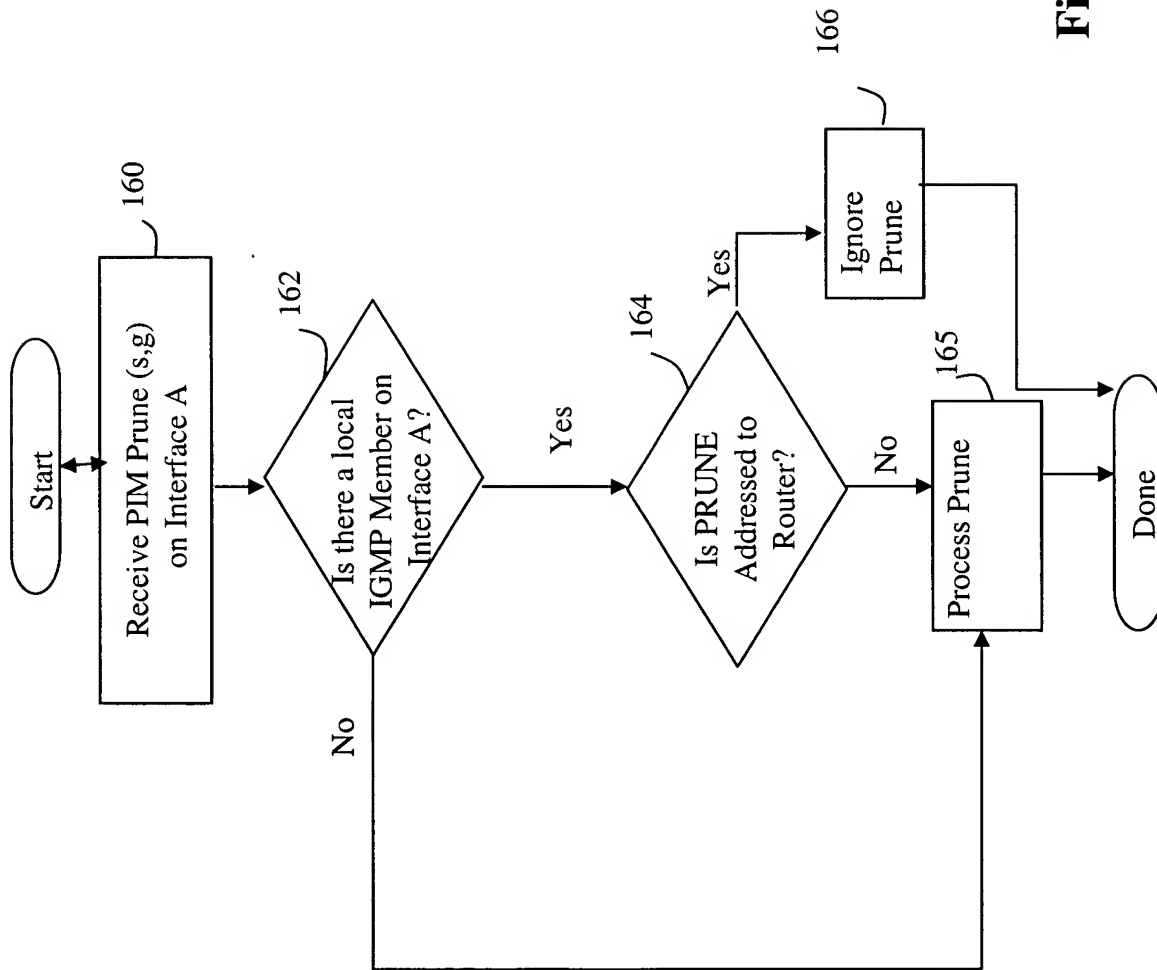 Start
160
Receive PIM Prune (s,g)
on Interface A
162
Is there a local
IGMP Member on
Interface A?
No
Yes
164
Is PRUNE
Addressed to
Router?
Yes
No
166
Ignore
Prune
165
Process Prune
Done